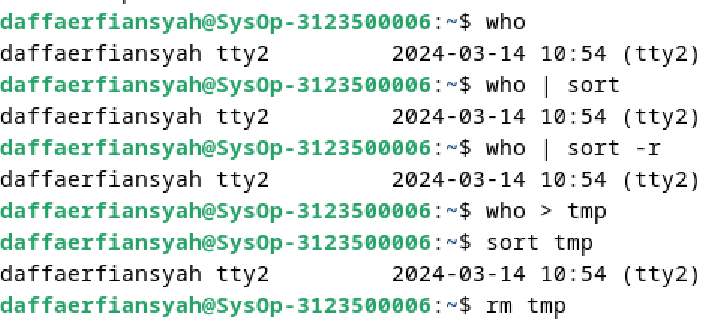 daffaerfiansyah@SysOp-3123500006:~$ who
daffaerfiansyah tty2         2024-03-14 10:54 (tty2)
daffaerfiansyah@SysOp-3123500006:~$ who | sort
daffaerfiansyah tty2         2024-03-14 10:54 (tty2)
daffaerfiansyah@SysOp-3123500006:~$ who | sort -r
daffaerfiansyah tty2         2024-03-14 10:54 (tty2)
daffaerfiansyah@SysOp-3123500006:~$ who > tmp
daffaerfiansyah@SysOp-3123500006:~$ sort tmp
daffaerfiansyah tty2         2024-03-14 10:54 (tty2)
daffaerfiansyah@SysOp-3123500006:~$ rm tmp